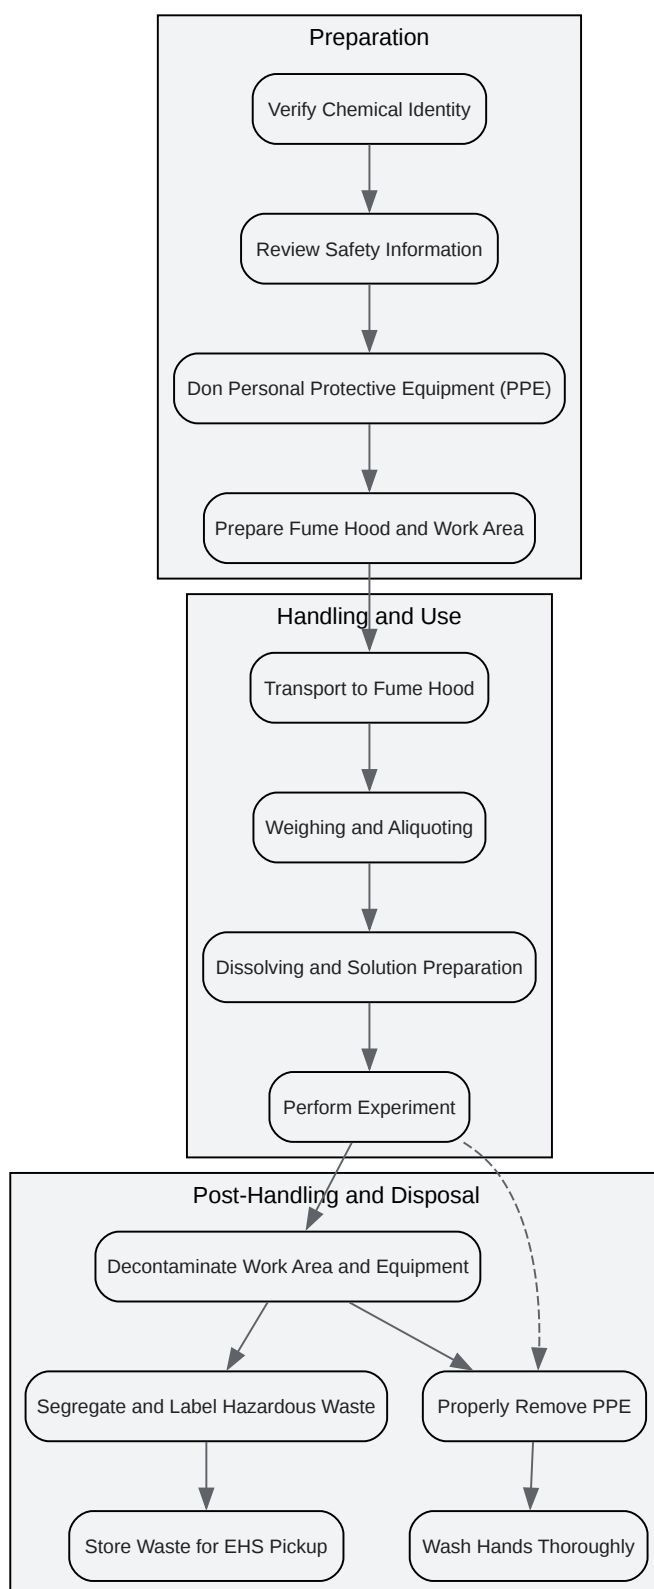 Preparation
Verify Chemical Identity
Review Safety Information
Don Personal Protective Equipment (PPE)
Prepare Fume Hood and Work Area
Handling and Use
Transport to Fume Hood
Weighing and Aliquoting
Dissolving and Solution Preparation
Perform Experiment
Post-Handling and Disposal
Decontaminate Work Area and Equipment
Segregate and Label Hazardous Waste
Properly Remove PPE
Store Waste for EHS Pickup
Wash Hands Thoroughly